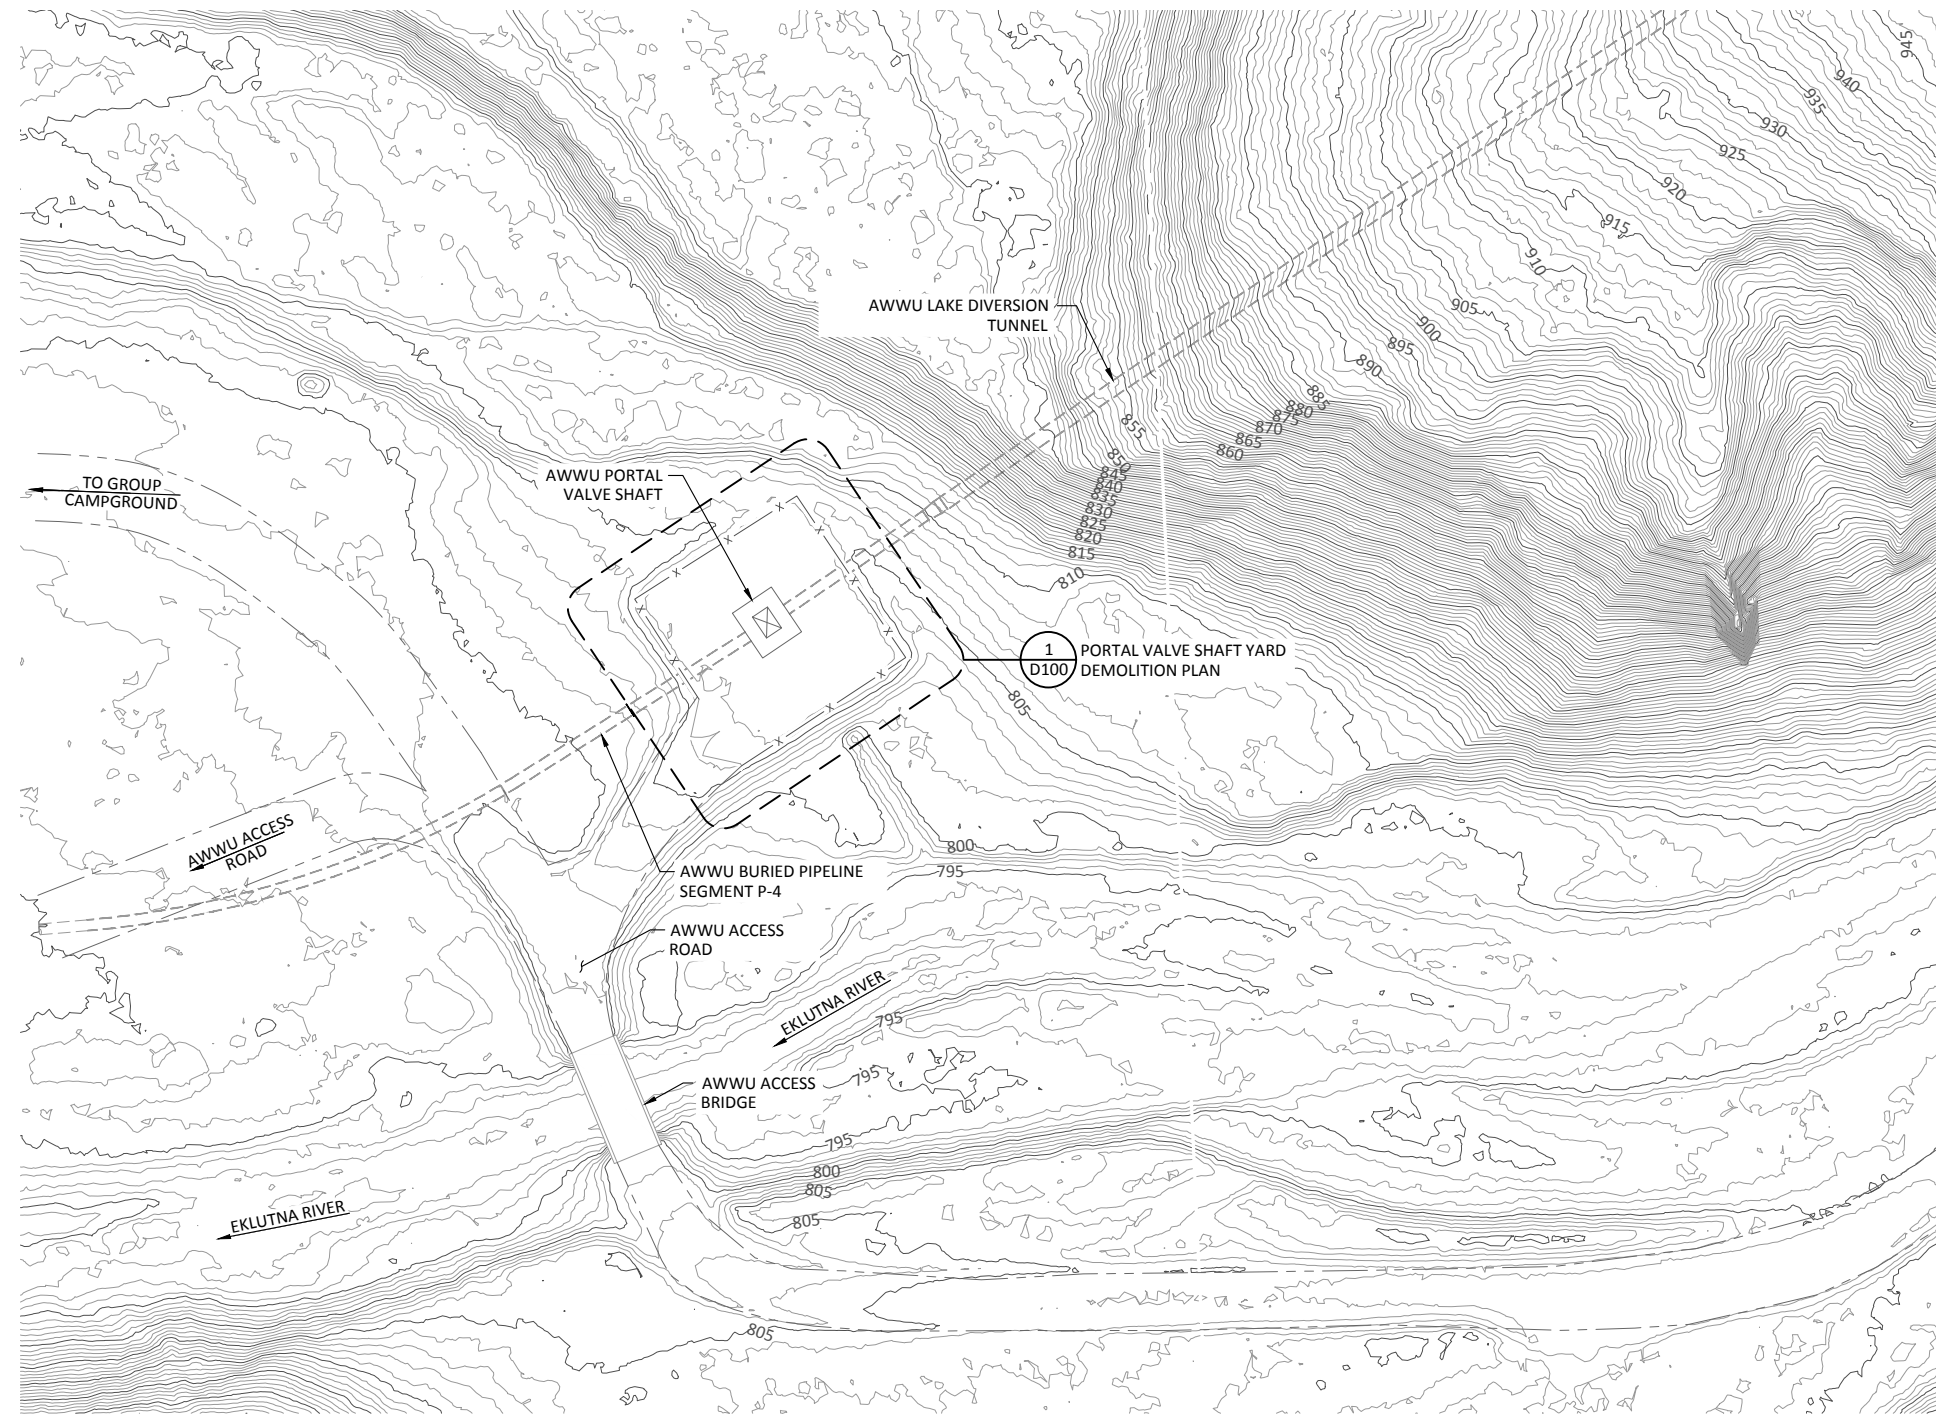 945
940
935
930
925
920
915
910
905
900
895
890
885
880
875
870
865
860
855
850
845
840
835
830
825
820
815
810
AWWU LAKE DIVERSION
TUNNEL
AWWU PORTAL
VALVE SHAFT
TO GROUP
CAMPGROUND
X
X
X
X
X
X
X
X
X
X
1
D100
PORTAL VALVE SHAFT YARD
DEMOLITION PLAN
805
AWWU ACCESS
ROAD
800
795
AWWU BURIED PIPELINE
SEGMENT P-4
AWWU ACCESS
ROAD
EKLUTNA RIVER
795
795
AWWU ACCESS
BRIDGE
795
800
805
805
EKLUTNA RIVER
805